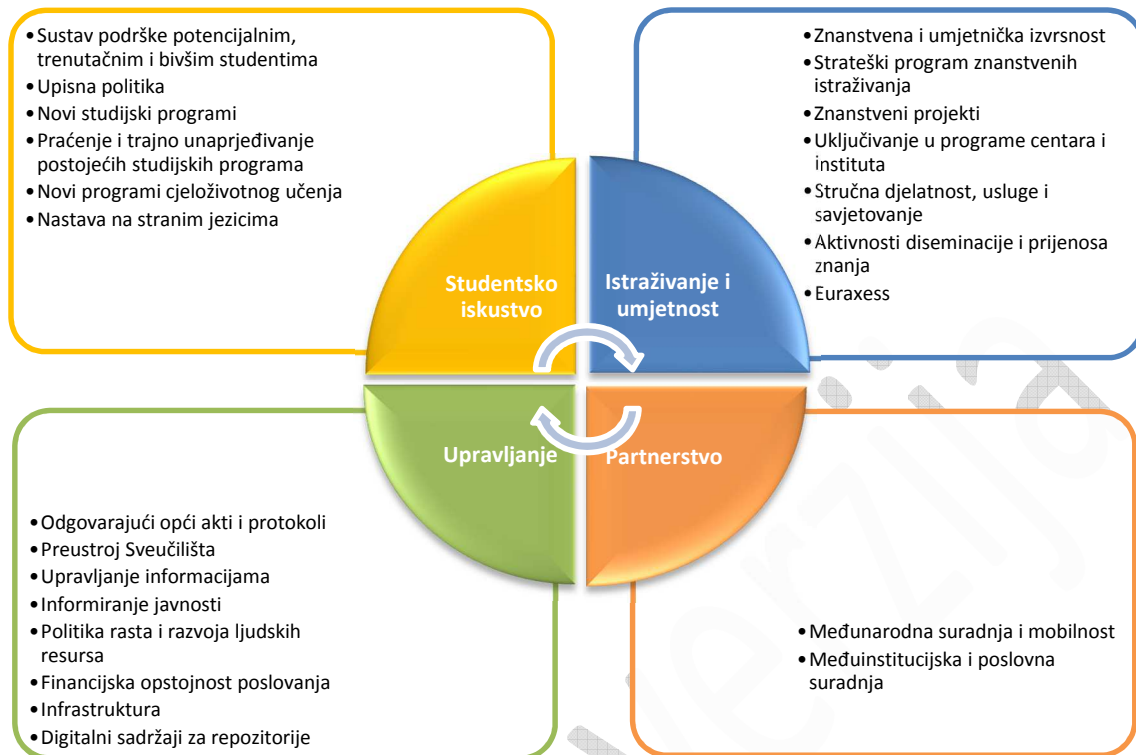 •Sustav podrške potencijalnim,
trenutačnim i bivšim studentima
•Upisna politika
•Novi studijski programi
•Praćenje i trajno unaprjeđivanje
postojećih studijskih programa
•Novi programi cjeloživotnog učenja
•Nastava na stranim jezicima
•Znanstvena i umjetnička izvrsnost
•Strateški program znanstvenih
istraživanja
•Znanstveni projekti
•Uključivanje u programe centara i
instituta
•Stručna djelatnost, usluge i
savjetovanje
•Aktivnosti diseminacije i prijenosa
znanja
•Euraxess
Studentsko
iskustvo
Istraživanje i
umjetnost
Upravljanje
Partnerstvo
•Odgovarajući opći akti i protokoli
•Preustroj Sveučilišta
•Upravljanje informacijama
•Informiranje javnosti
•Politika rasta i razvoja ljudskih
resursa
•Financijska opstojnost poslovanja
•Infrastruktura
•Digitalni sadržaji za repozitorije
•Međunarodna suradnja i mobilnost
•Međuinstitucijska i poslovna
suradnja